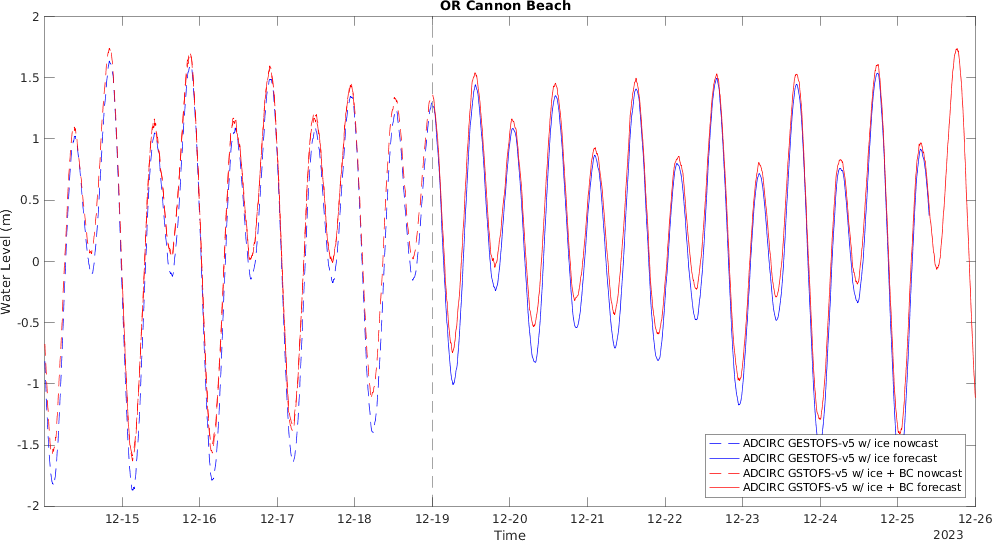 OR Cannon Beach
2
1.5
1
0.5
0
-0.5
-1
-1.5
-2
Water Level (m)
ADCIRC GESTOFS-v5 w/ ice nowcast
ADCIRC GESTOFS-v5 w/ ice forecast
ADCIRC GSTOFS-v5 w/ ice + BC nowcast
ADCIRC GSTOFS-v5 w/ ice + BC forecast
12-15 12-16 12-17 12-18 12-19 12-20 12-21 12-22 12-23 12-24 12-25 12-26
Time
2023